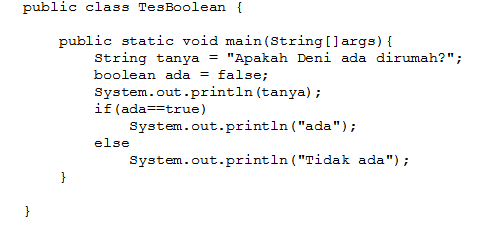 public class TesBoolean {
public static void main(String[]args){
String tanya = "Apakah Deni ada dirumah?";
boolean ada = false;
System.out.println(tanya);
if(ada==true)
System.out.println("ada");
else
System.out.println("Tidak ada");
}
}